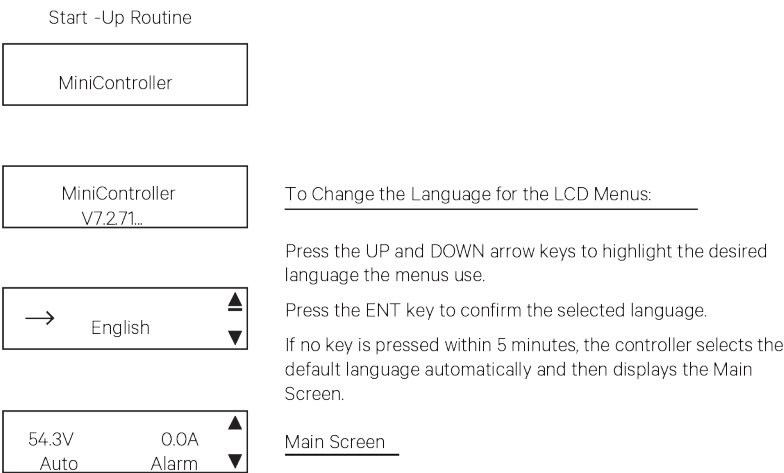 Start -Up Routine
MiniController
MiniController
V7.2.71...
To Change the Language for the LCD Menus:
Press the UP and DOWN arrow keys to highlight the desired
language the menus use.
→ English
Press the ENT key to confirm the selected language.
If no key is pressed within 5 minutes, the controller selects the
default language automatically and then displays the Main
Screen.
54.3V 0.0A
Auto Alarm
Main Screen